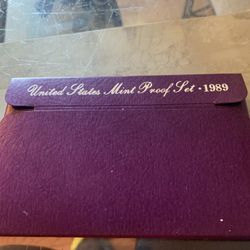 United States Mint Proof Set · 1989